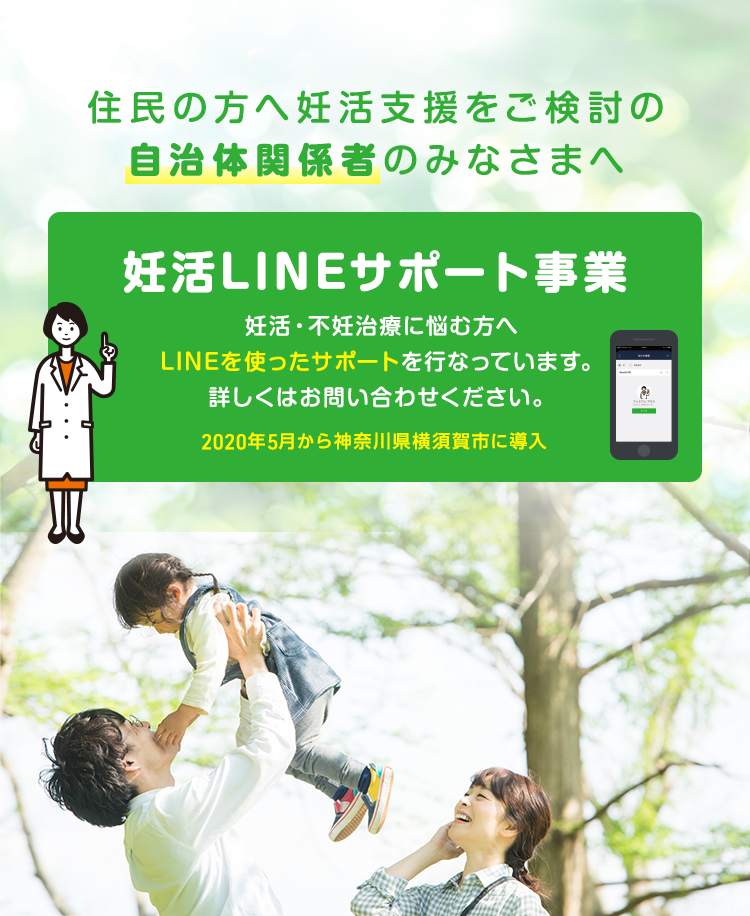 住民の方へ妊活支援をご検討の
自治体関係者のみなさまへ
妊活LINEサポート事業
妊活・不妊治療に悩む方へ
LINEを使ったサポートを行なっています。
詳しくはお問い合わせください。
2020年5月から神奈川県横須賀市に導入